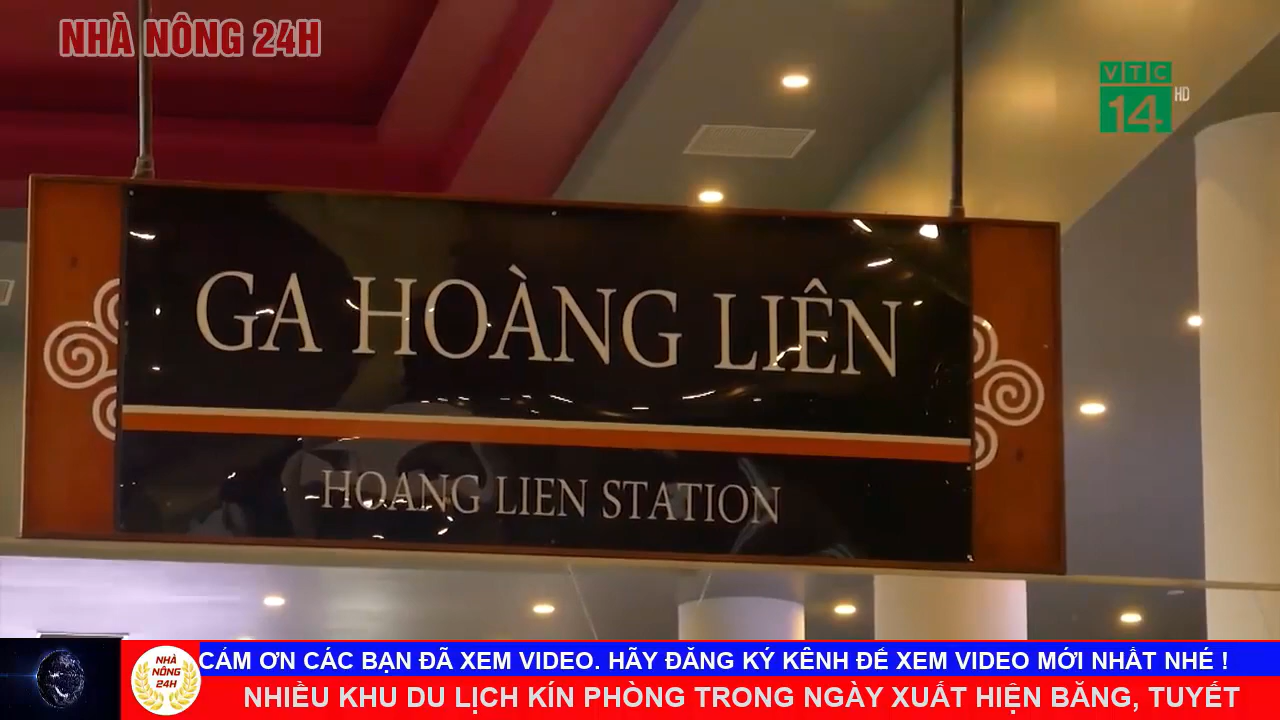 NHÀ NÔNG 24H
VTC
14 HD
GA HOÀNG LIÊN
HOANG LIEN STATION
NHÀ
NÔNG
24H
CẢM ƠN CÁC BẠN ĐÃ XEM VIDEO. HÃY ĐĂNG KÝ KÊNH ĐỂ XEM VIDEO MỚI NHẤT NHÉ !
NHIỀU KHU DU LỊCH KÍN PHÒNG TRONG NGÀY XUẤT HIỆN BĂNG, TUYẾT